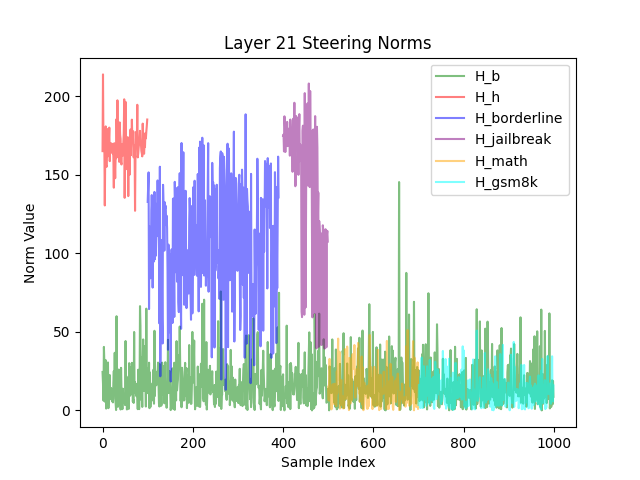 Layer 21 Steering Norms
Norm Value
200
150
100
50
0
H_b
H_h
H_borderline
H_jailbreak
H_math
H_gsm8k
0 200 400 600 800 1000
Sample Index